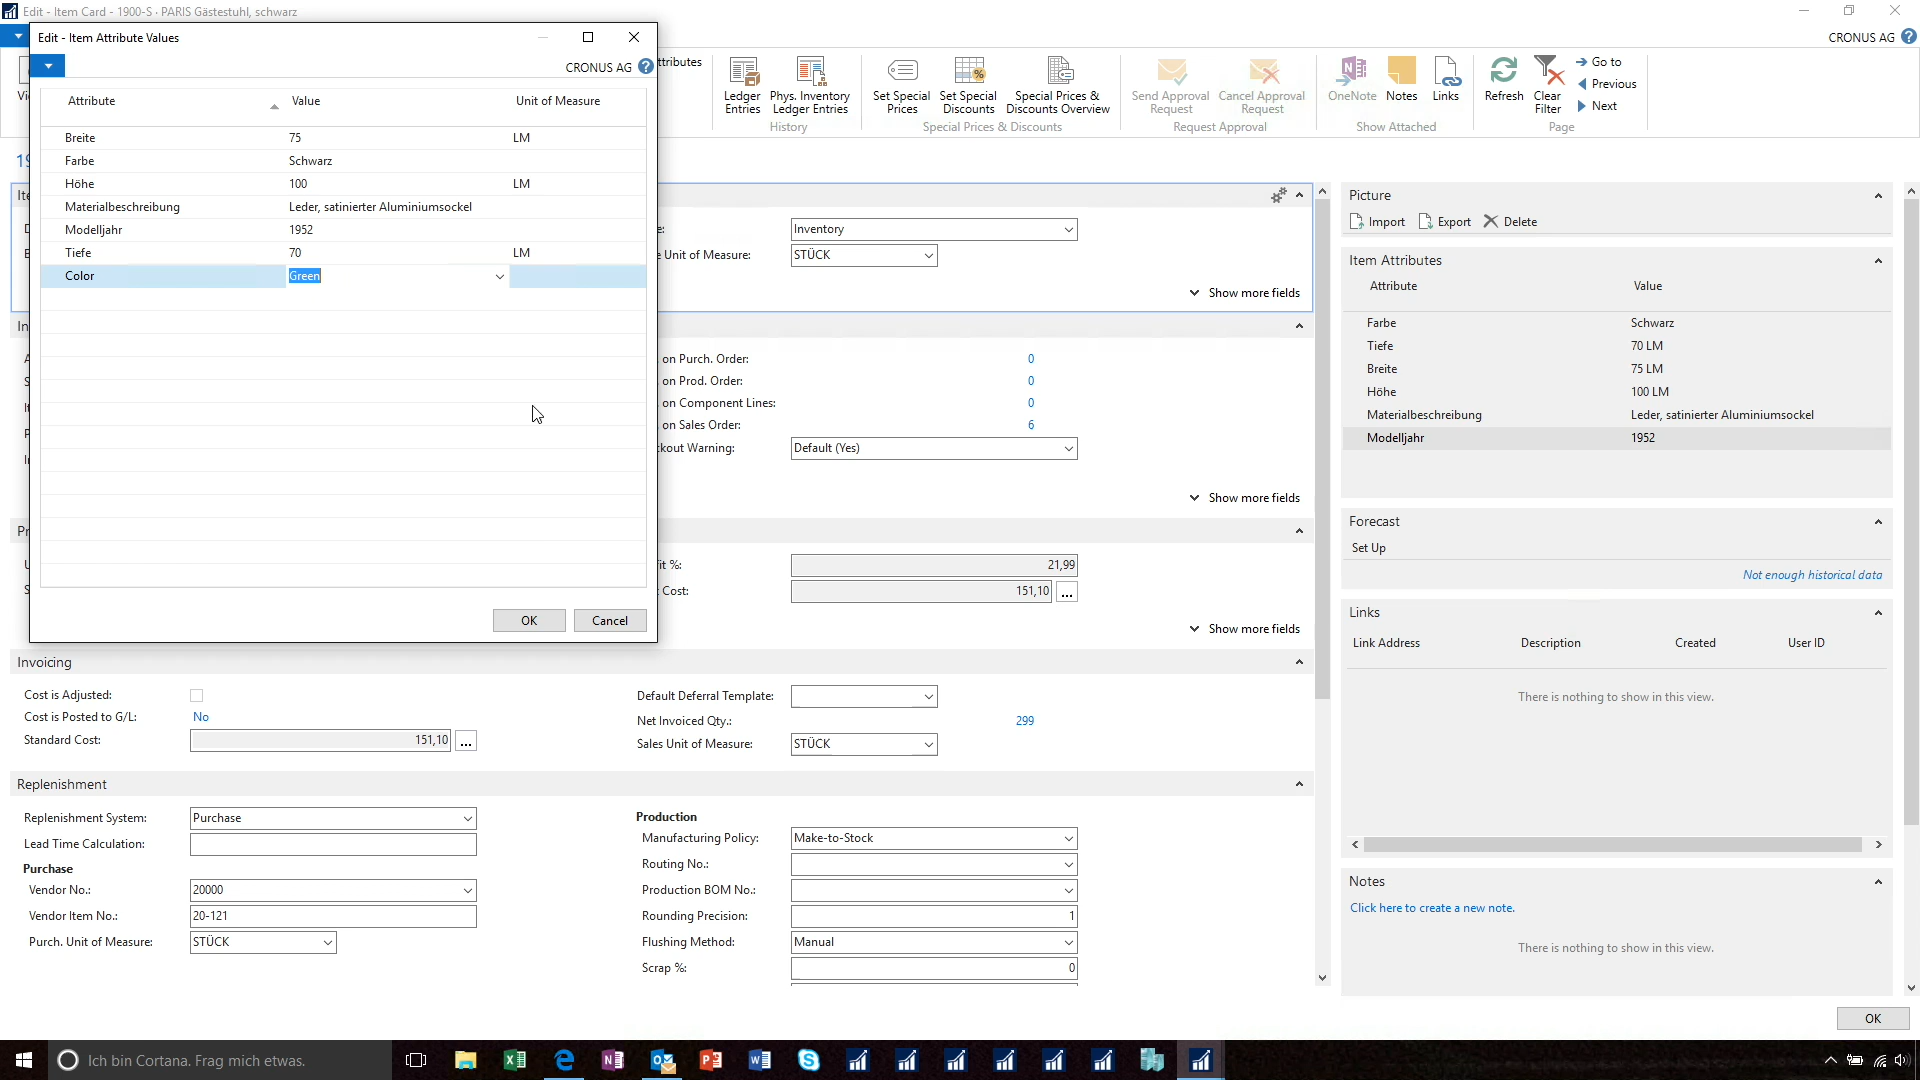 Edit - Item Card - 1900-S · PARIS Gästestuhl, schwarz
CRONUS AG
Edit - Item Attribute Values
CRONUS AG
Attribute Value Unit of Measure
Breite 75 LM
Farbe Schwarz
Höhe 100 LM
Materialbeschreibung Leder, satinierter Aluminiumsockel
Modelljahr 1952
Tiefe 70 LM
Color Green
OK Cancel
Ledger Entries
Phys. Inventory Ledger Entries
History
Set Special Prices
Set Special Discounts
Special Prices & Discounts Overview
Special Prices & Discounts
Send Approval Request
Cancel Approval Request
Request Approval
OneNote
Notes
Links
Show Attached
Refresh
Clear Filter
Go to
Previous
Next
Page
Inventory
Unit of Measure: STÜCK
Show more fields
on Purch. Order: 0
on Prod. Order: 0
on Component Lines: 0
on Sales Order: 6
Warning: Default (Yes)
Show more fields
%: 21,99
Cost: 151,10
Show more fields
Invoicing
Cost is Adjusted:
Cost is Posted to G/L: No
Standard Cost: 151,10
Default Deferral Template:
Net Invoiced Qty.: 299
Sales Unit of Measure: STÜCK
Replenishment
Replenishment System: Purchase
Lead Time Calculation:
Purchase
Vendor No.: 20000
Vendor Item No.: 20-121
Purch. Unit of Measure: STÜCK
Production
Manufacturing Policy: Make-to-Stock
Routing No.:
Production BOM No.:
Rounding Precision: 1
Flushing Method: Manual
Scrap %: 0
Picture
Import Export Delete
Item Attributes
Attribute Value
Farbe Schwarz
Tiefe 70 LM
Breite 75 LM
Höhe 100 LM
Materialbeschreibung Leder, satinierter Aluminiumsockel
Modelljahr 1952
Forecast
Set Up
Not enough historical data
Links
Link Address Description Created User ID
There is nothing to show in this view.
Notes
Click here to create a new note.
There is nothing to show in this view.
OK
Ich bin Cortana. Frag mich etwas.